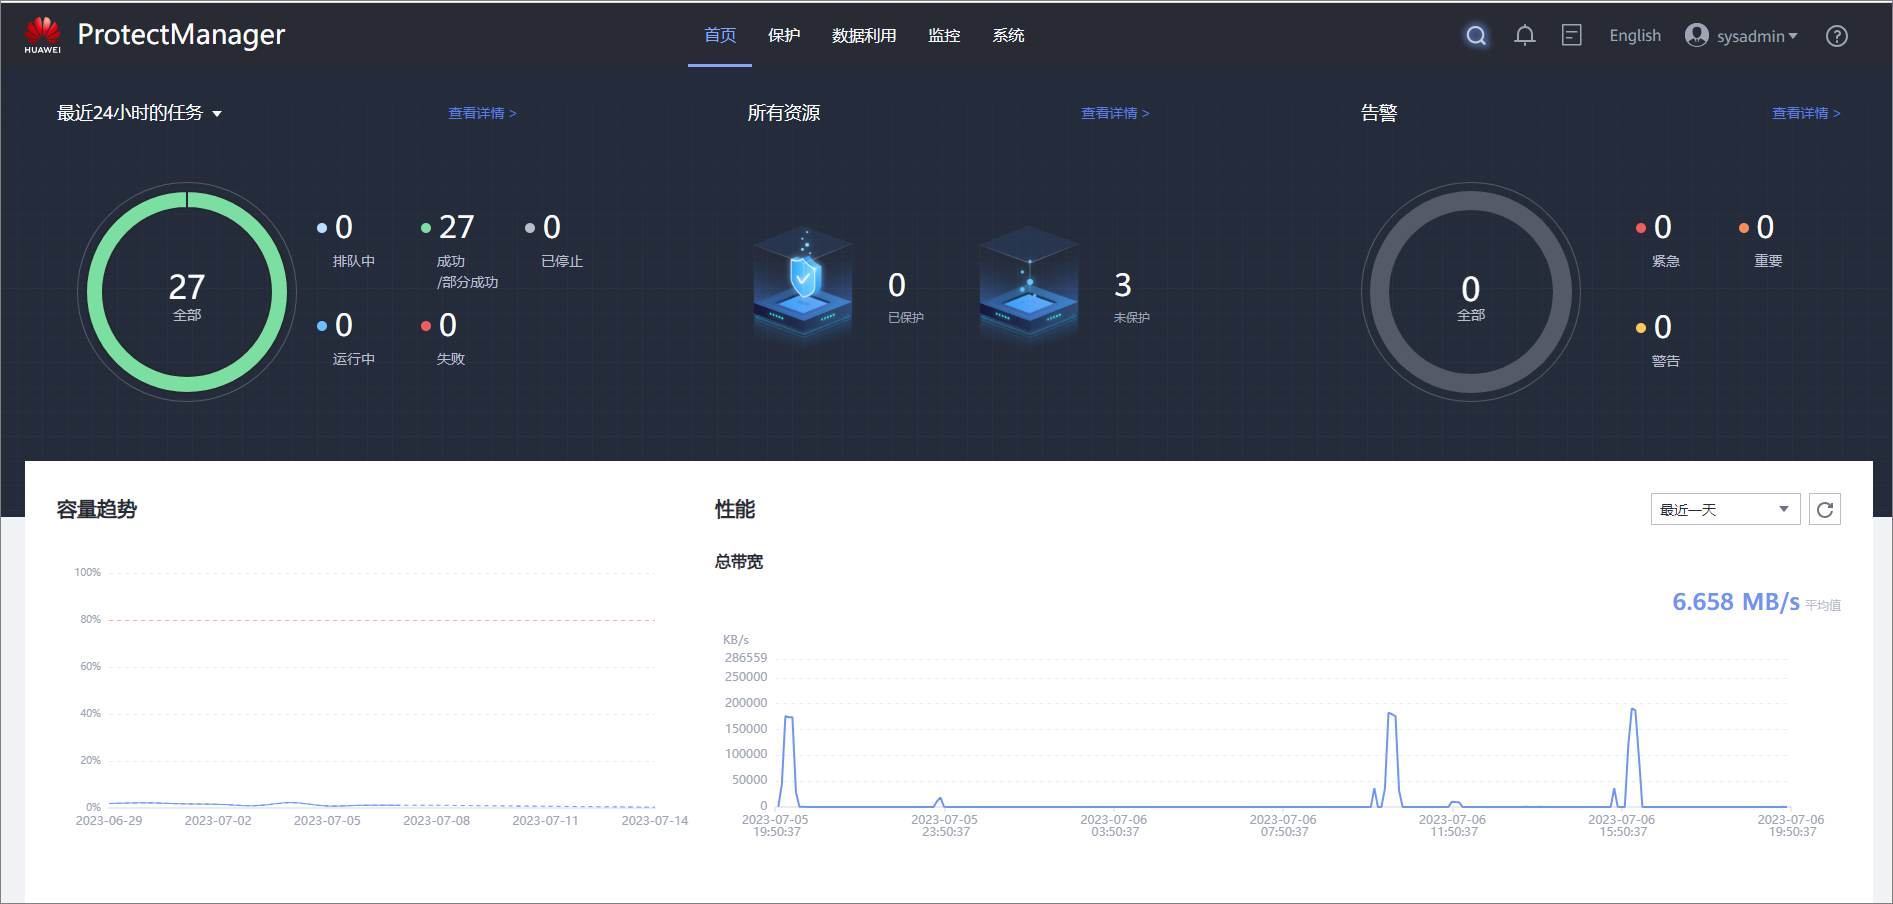 HUAWEI
ProtectManager
首页 保护 数据利用 监控 系统
English sysadmin
最近24小时的任务
查看详情 >
27
全部
0
排队中
27
成功
/部分成功
0
已停止
0
运行中
0
失败
所有资源
查看详情 >
0
已保护
3
未保护
告警
查看详情 >
0
全部
0
紧急
0
重要
0
警告
容量趋势
100%
80%
60%
40%
20%
0%
2023-06-29 2023-07-02 2023-07-05 2023-07-08 2023-07-11 2023-07-14
性能
最近一天
总带宽
6.658 MB/s 平均值
KB/s
286559
250000
200000
150000
100000
50000
0
2023-07-05 2023-07-05 2023-07-06 2023-07-06 2023-07-06 2023-07-06 2023-07-06
19:50:37 23:50:37 03:50:37 07:50:37 11:50:37 15:50:37 19:50:37